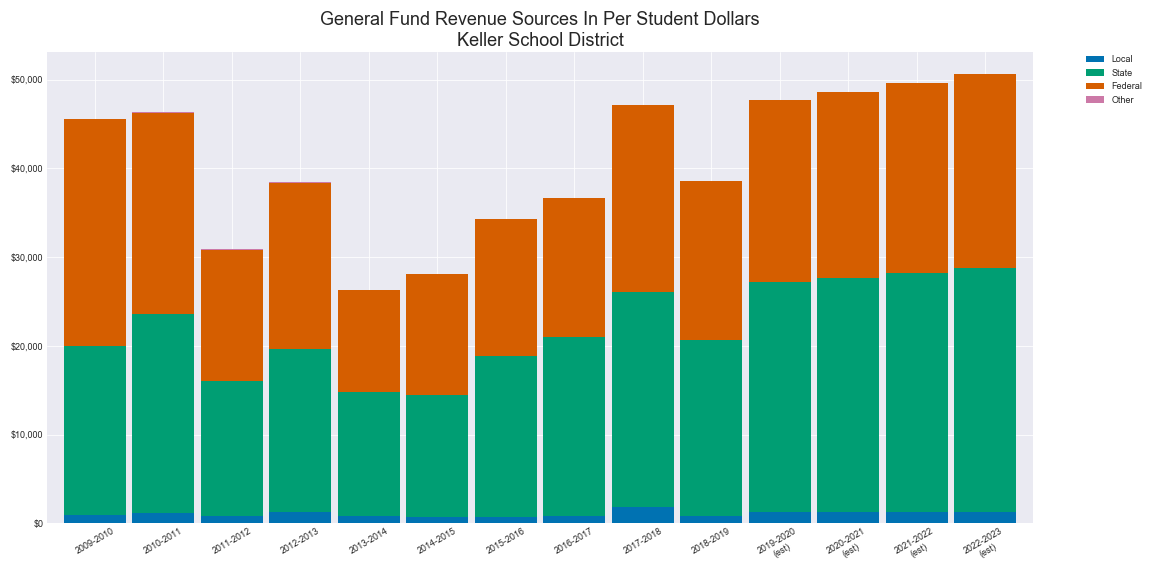 General Fund Revenue Sources In Per Student Dollars
Keller School District
Local
State
Federal
Other
$50,000
$40,000
$30,000
$20,000
$10,000
$0
2009-2010
2010-2011
2011-2012
2012-2013
2013-2014
2014-2015
2015-2016
2016-2017
2017-2018
2018-2019
2019-2020
(est)
2020-2021
(est)
2021-2022
(est)
2022-2023
(est)